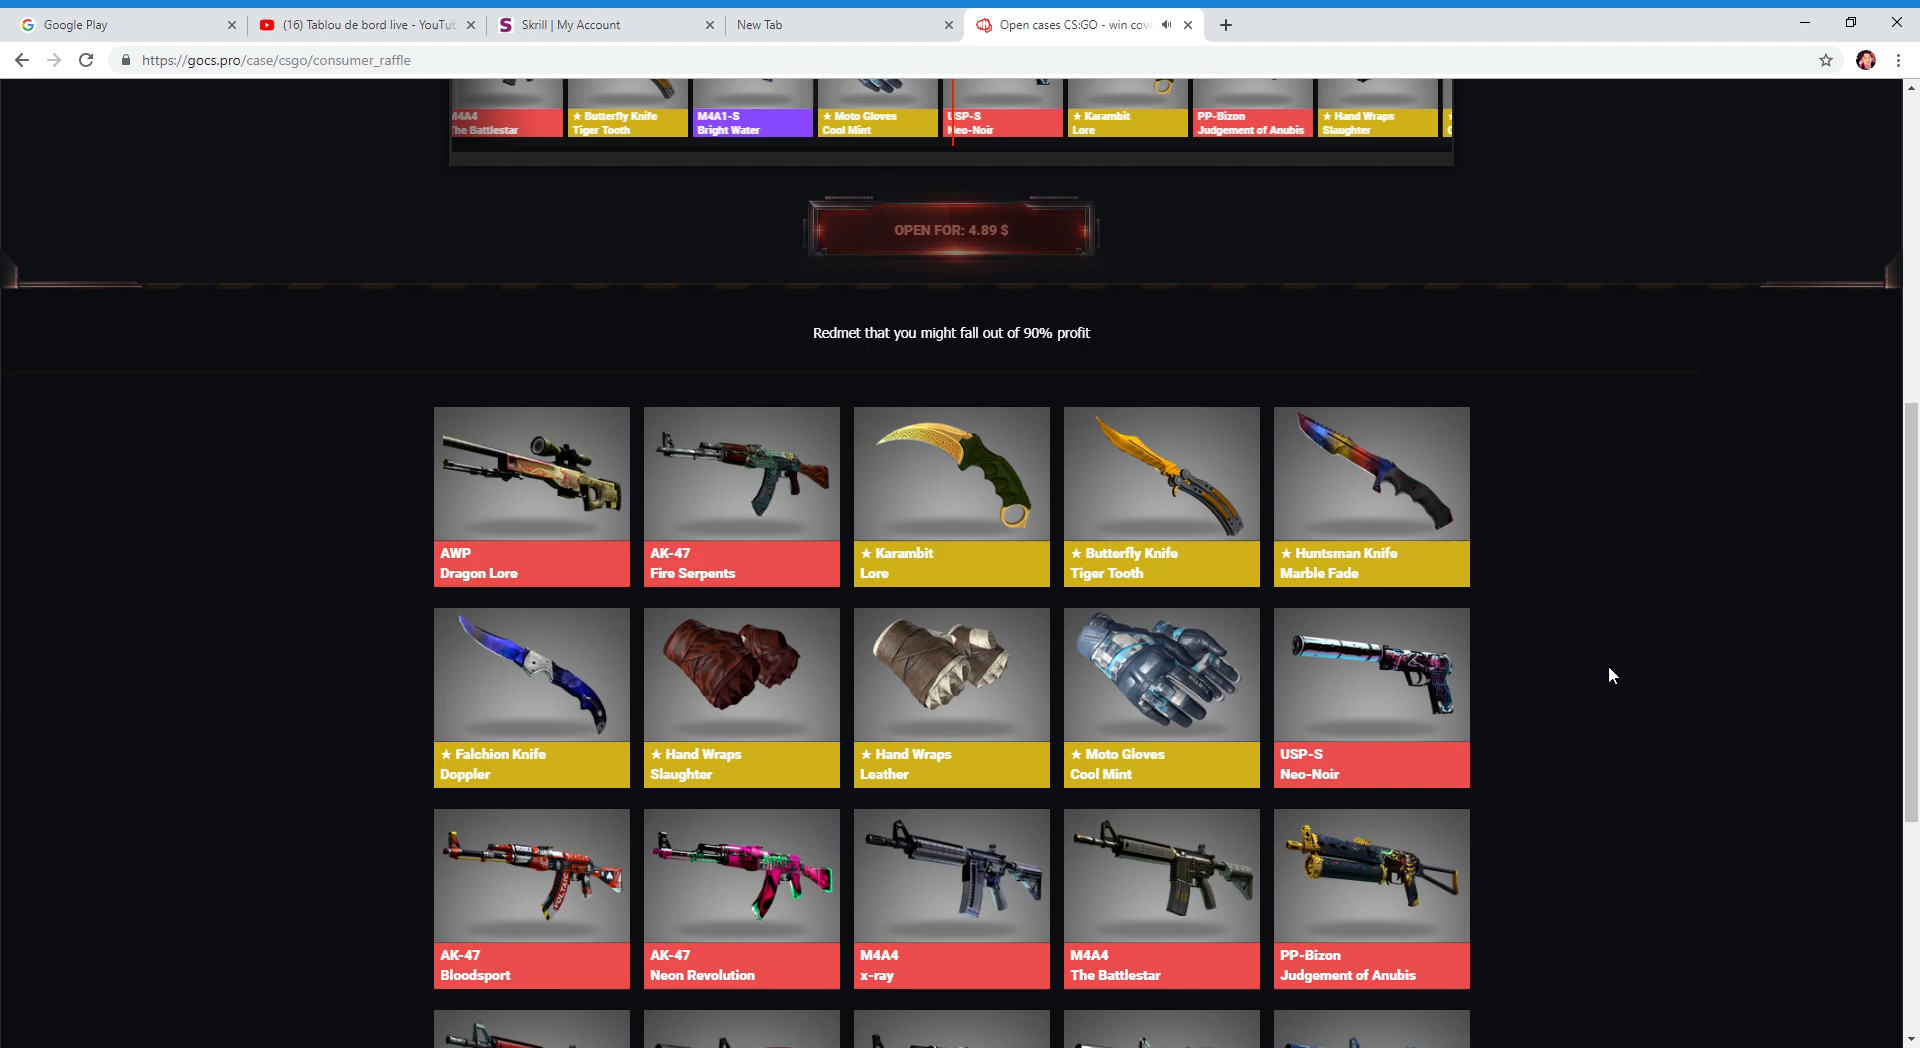 Google Play
(16) Tablou de bord live - YouTu
Skrill | My Account
New Tab
Open cases CS:GO - win cov
https://gocs.pro/case/csgo/consumer_raffle
M4A4
The Battlestar
★ Butterfly Knife
Tiger Tooth
M4A1-S
Bright Water
★ Moto Gloves
Cool Mint
USP-S
Neo-Noir
★ Karambit
Lore
PP-Bizon
Judgement of Anubis
★ Hand Wraps
Slaughter
OPEN FOR: 4.89 $
Redmet that you might fall out of 90% profit
AWP
Dragon Lore
AK-47
Fire Serpents
★ Karambit
Lore
★ Butterfly Knife
Tiger Tooth
★ Huntsman Knife
Marble Fade
★ Falchion Knife
Doppler
★ Hand Wraps
Slaughter
★ Hand Wraps
Leather
★ Moto Gloves
Cool Mint
USP-S
Neo-Noir
AK-47
Bloodsport
AK-47
Neon Revolution
M4A4
x-ray
M4A4
The Battlestar
PP-Bizon
Judgement of Anubis